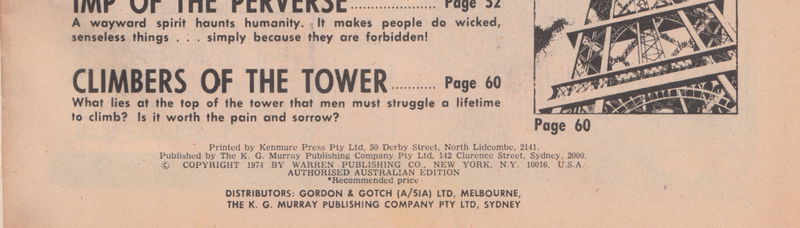 IMP OF THE PERVERSE.................. Page 52
A wayward spirit haunts humanity. It makes people do wicked,
senseless things . . . simply because they are forbidden!
CLIMBERS OF THE TOWER .......... Page 60
What lies at the top of the tower that men must struggle a lifetime
to climb? Is it worth the pain and sorrow?
Page 60
Printed by Kenmure Press Pty Ltd, 50 Derby Street, North Lidcombe, 2141.
Published by The K. G. Murray Publishing Company Pty Ltd, 142 Clarence Street, Sydney, 2000.
© COPYRIGHT 1974 BY WARREN PUBLISHING CO., NEW YORK, N.Y. 10016, U.S.A.
AUTHORISED AUSTRALIAN EDITION
*Recommended price
DISTRIBUTORS: GORDON & GOTCH (A/SIA) LTD, MELBOURNE,
THE K. G. MURRAY PUBLISHING COMPANY PTY LTD, SYDNEY